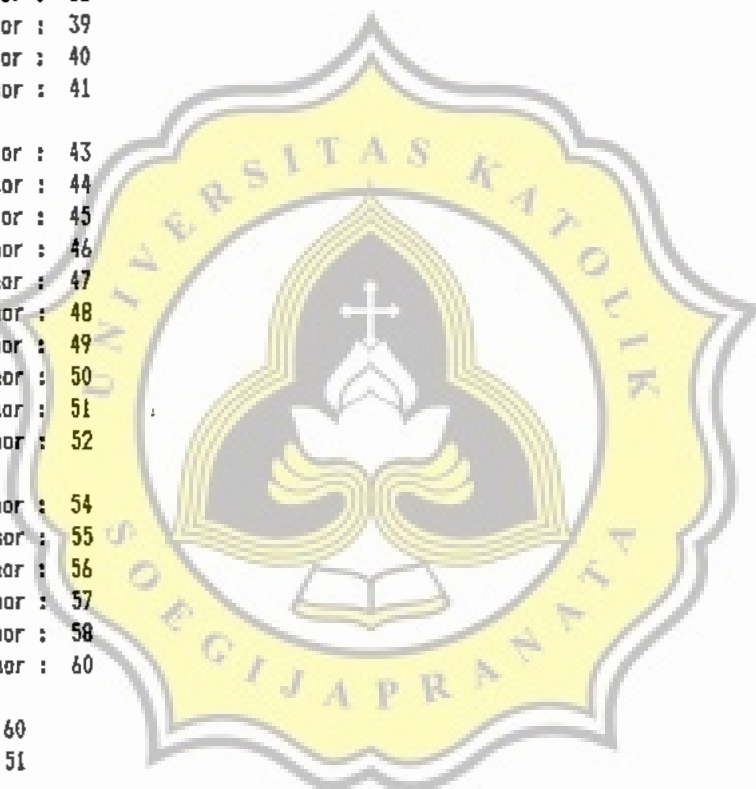 or : 39
or : 40
or : 41
or : 43
or : 44
or : 45
or : 46
or : 47
or : 48
or : 49
or : 50
or : 51
or : 52
or : 54
or : 55
or : 56
or : 57
or : 58
or : 60
60
51
UNIVERSITAS KATOLIK
SOEGIJAPRANATA